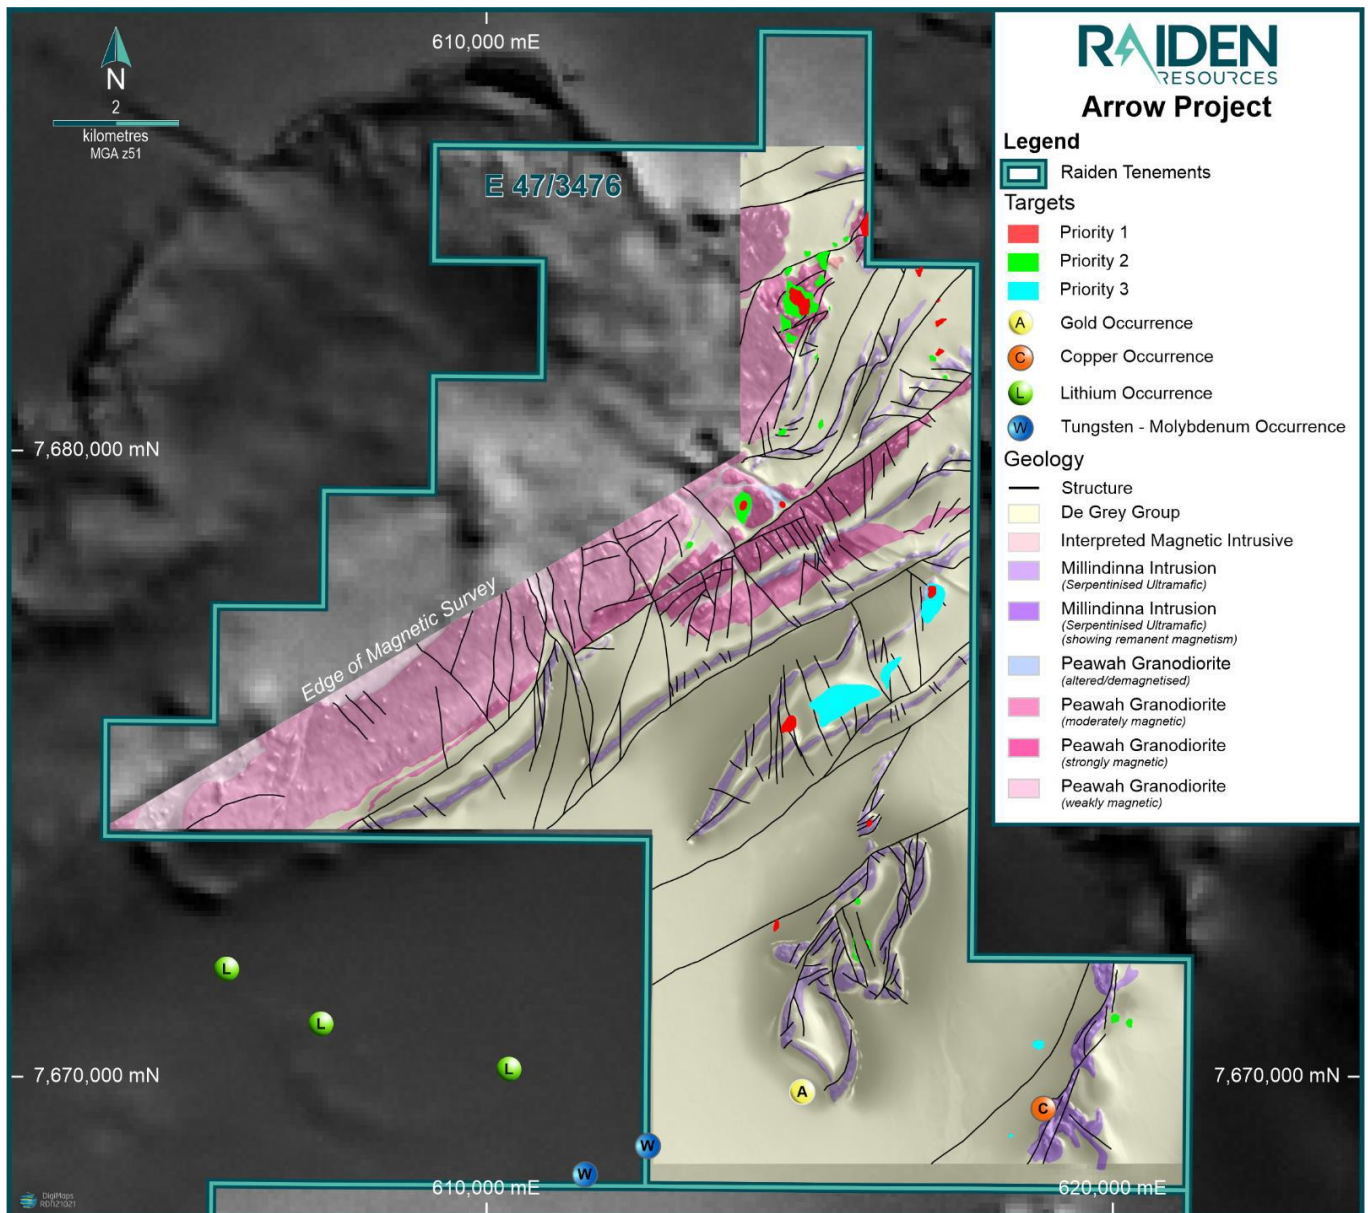 610,000 mE
N
2
kilometres
MGA z51
E 47/3476
7,680,000 mN
Edge of Magnetic Survey
L
L
L
7,670,000 mN
7,670,000 mN
A
C
W
W
610,000 mE
620,000 mE
DigiMaps
RDN21021
RAIDEN
RESOURCES
Arrow Project
Legend
Raiden Tenements
Targets
Priority 1
Priority 2
Priority 3
A Gold Occurrence
C Copper Occurrence
L Lithium Occurrence
W Tungsten - Molybdenum Occurrence
Geology
Structure
De Grey Group
Interpreted Magnetic Intrusive
Millindinna Intrusion
(Serpentinised Ultramafic)
Millindinna Intrusion
(Serpentinised Ultramafic)
(showing remanent magnetism)
Peawah Granodiorite
(altered/demagnetised)
Peawah Granodiorite
(moderately magnetic)
Peawah Granodiorite
(strongly magnetic)
Peawah Granodiorite
(weakly magnetic)